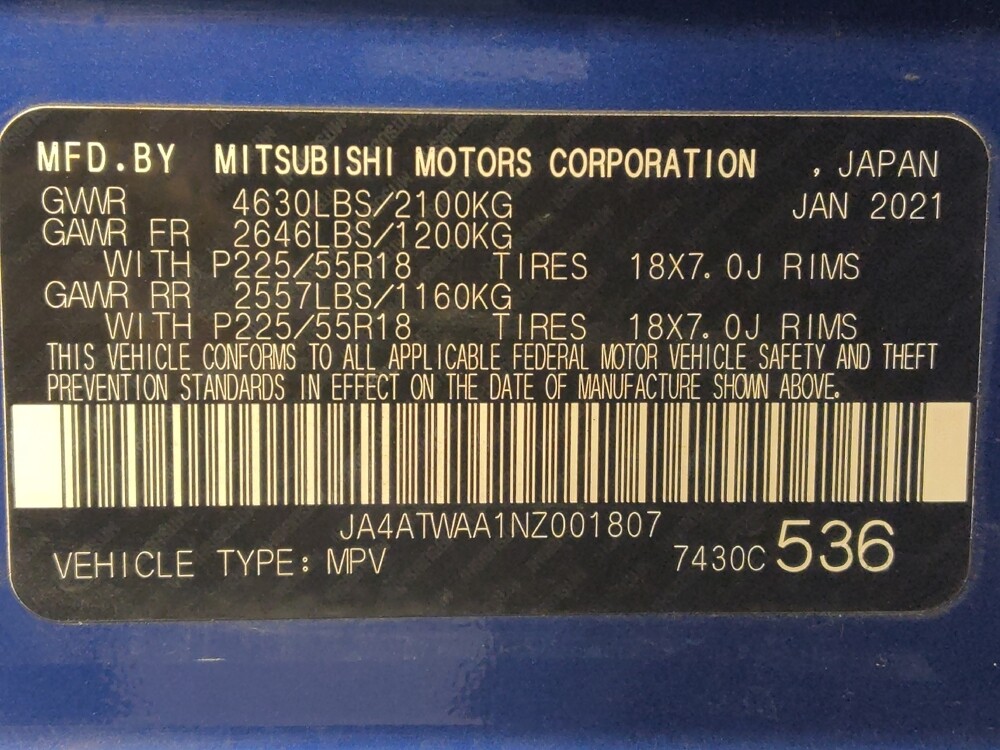 MFD.BY MITSUBISHI MOTORS CORPORATION , JAPAN
GVWR 4630LBS/2100KG JAN 2021
GAWR FR 2646LBS/1200KG
WITH P225/55R18 TIRES 18X7.0J RIMS
GAWR RR 2557LBS/1160KG
WITH P225/55R18 TIRES 18X7.0J RIMS
THIS VEHICLE CONFORMS TO ALL APPLICABLE FEDERAL MOTOR VEHICLE SAFETY AND THEFT
PREVENTION STANDARDS IN EFFECT ON THE DATE OF MANUFACTURE SHOWN ABOVE.
JA4ATWAA1NZ001807
VEHICLE TYPE: MPV 7430C 536